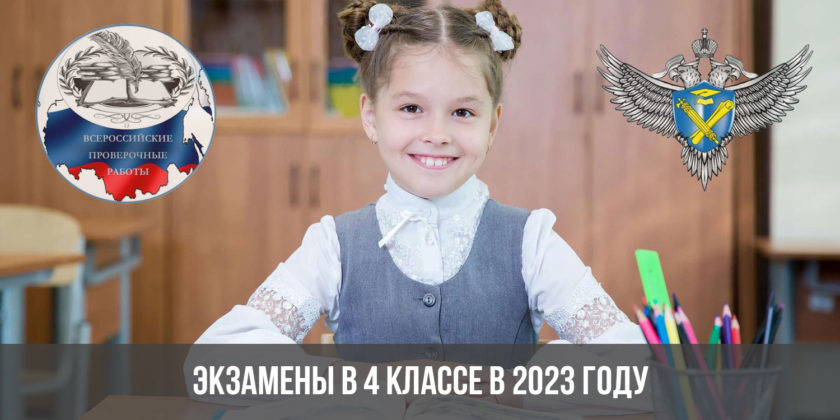 ВСЕРОССИЙСКИЕ
ПРОВЕРОЧНЫЕ
РАБОТЫ
ЭКЗАМЕНЫ В 4 КЛАССЕ В 2023 ГОДУ